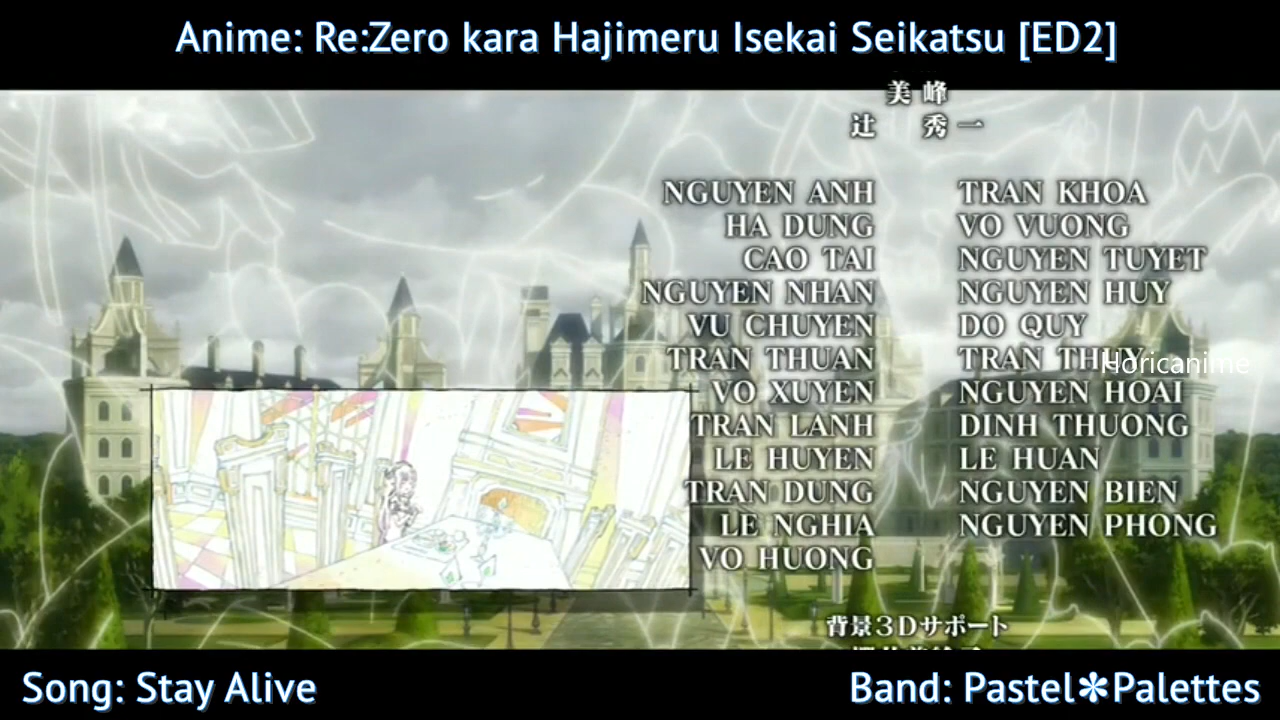 Anime: Re:Zero kara Hajimeru Isekai Seikatsu [ED2]
美峰
辻 秀一
NGUYEN ANH TRAN KHOA
HA DUNG VO VUONG
CAO TAI NGUYEN TUYET
NGUYEN NHAN NGUYEN HUY
VU CHUYEN DO QUY
TRAN THUAN TRAN THUY
Horicanime
VO XUYEN NGUYEN HOAI
TRAN LANH DINH THUONG
LE HUYEN LE HUAN
TRAN DUNG NGUYEN BIEN
LE NGHIA NGUYEN PHONG
VO HUONG
背景3Dサポート
Song: Stay Alive
Band: Pastel✻Palettes